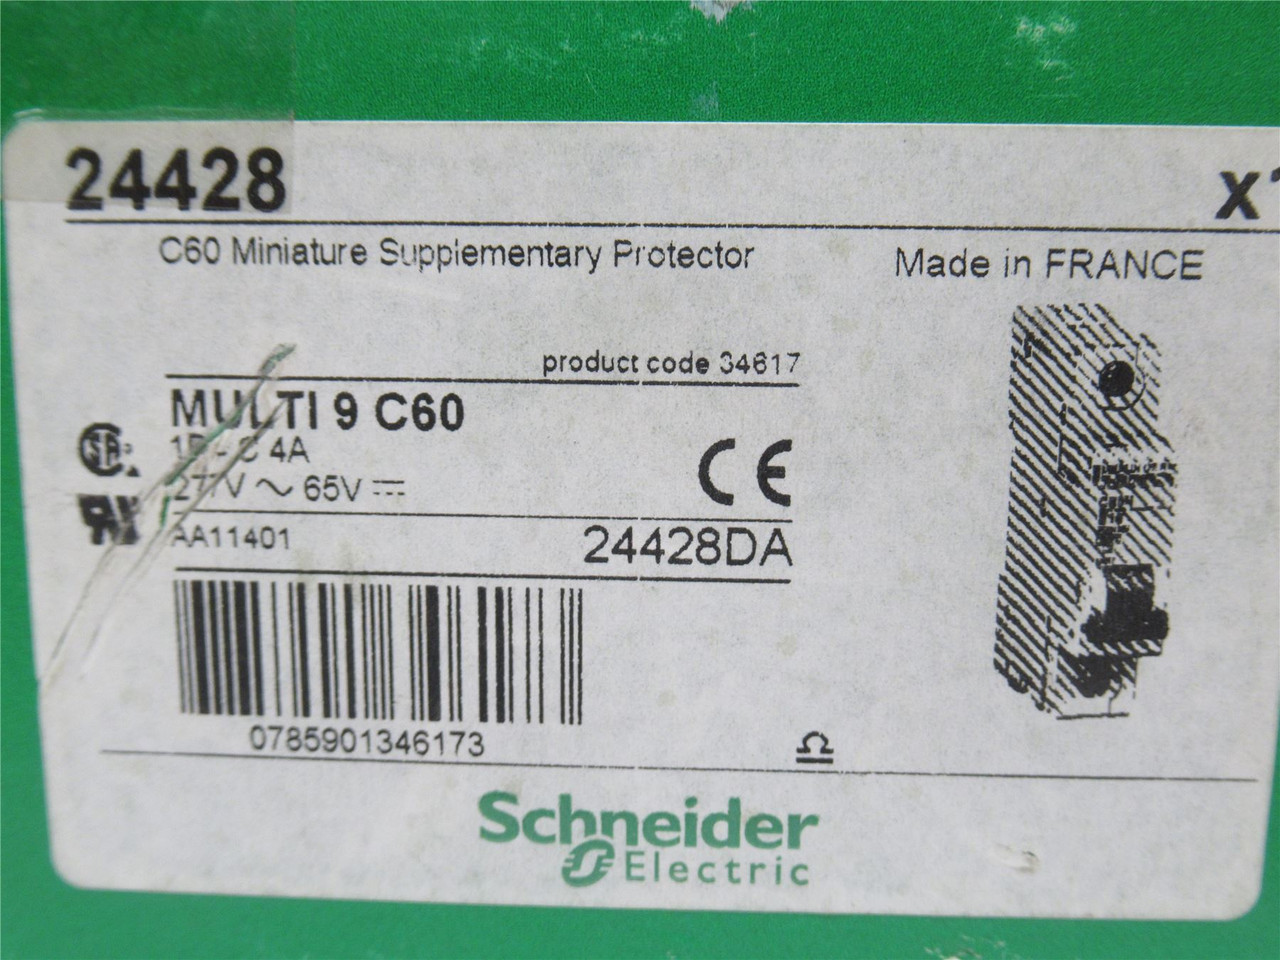 24428
C60 Miniature Supplementary Protector
Made in FRANCE
product code 34617
MULTI 9 C60
C 4A
277V ~ 65V ⎓
CE
AA11401
24428DA
0785901346173
Schneider
Electric